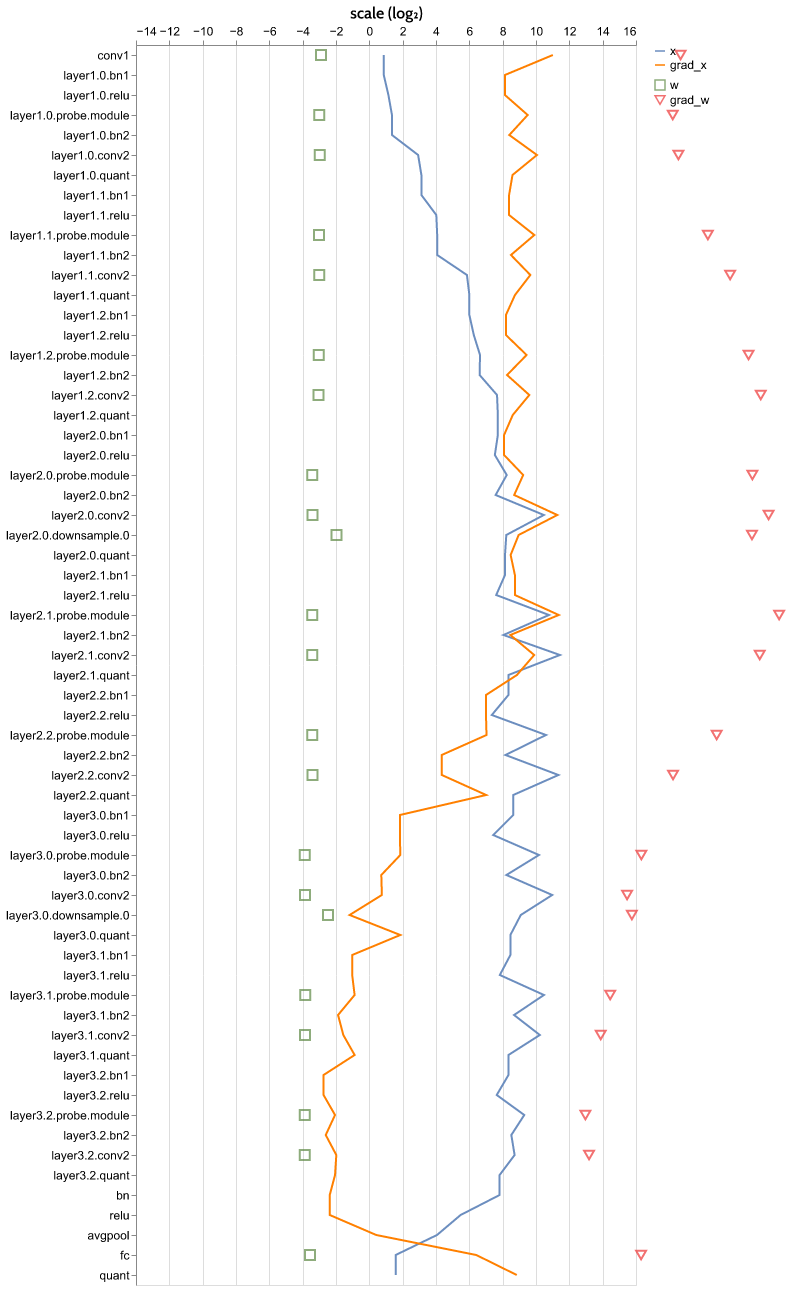 scale (log₂)
−14 −12 −10 −8 −6 −4 −2 0 2 4 6 8 10 12 14 16
x
grad_x
w
grad_w
conv1
layer1.0.bn1
layer1.0.relu
layer1.0.probe.module
layer1.0.bn2
layer1.0.conv2
layer1.0.quant
layer1.1.bn1
layer1.1.relu
layer1.1.probe.module
layer1.1.bn2
layer1.1.conv2
layer1.1.quant
layer1.2.bn1
layer1.2.relu
layer1.2.probe.module
layer1.2.bn2
layer1.2.conv2
layer1.2.quant
layer2.0.bn1
layer2.0.relu
layer2.0.probe.module
layer2.0.bn2
layer2.0.conv2
layer2.0.downsample.0
layer2.0.quant
layer2.1.bn1
layer2.1.relu
layer2.1.probe.module
layer2.1.bn2
layer2.1.conv2
layer2.1.quant
layer2.2.bn1
layer2.2.relu
layer2.2.probe.module
layer2.2.bn2
layer2.2.conv2
layer2.2.quant
layer3.0.bn1
layer3.0.relu
layer3.0.probe.module
layer3.0.bn2
layer3.0.conv2
layer3.0.downsample.0
layer3.0.quant
layer3.1.bn1
layer3.1.relu
layer3.1.probe.module
layer3.1.bn2
layer3.1.conv2
layer3.1.quant
layer3.2.bn1
layer3.2.relu
layer3.2.probe.module
layer3.2.bn2
layer3.2.conv2
layer3.2.quant
bn
relu
avgpool
fc
quant